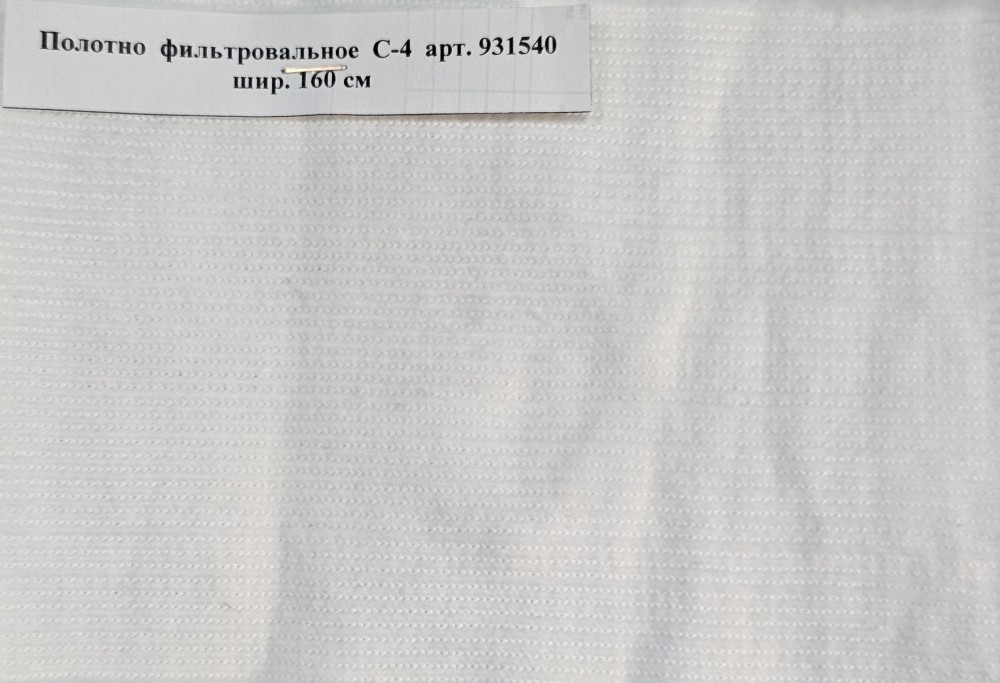 Полотно фильтровальное С-4 арт. 931540
шир. 160 см